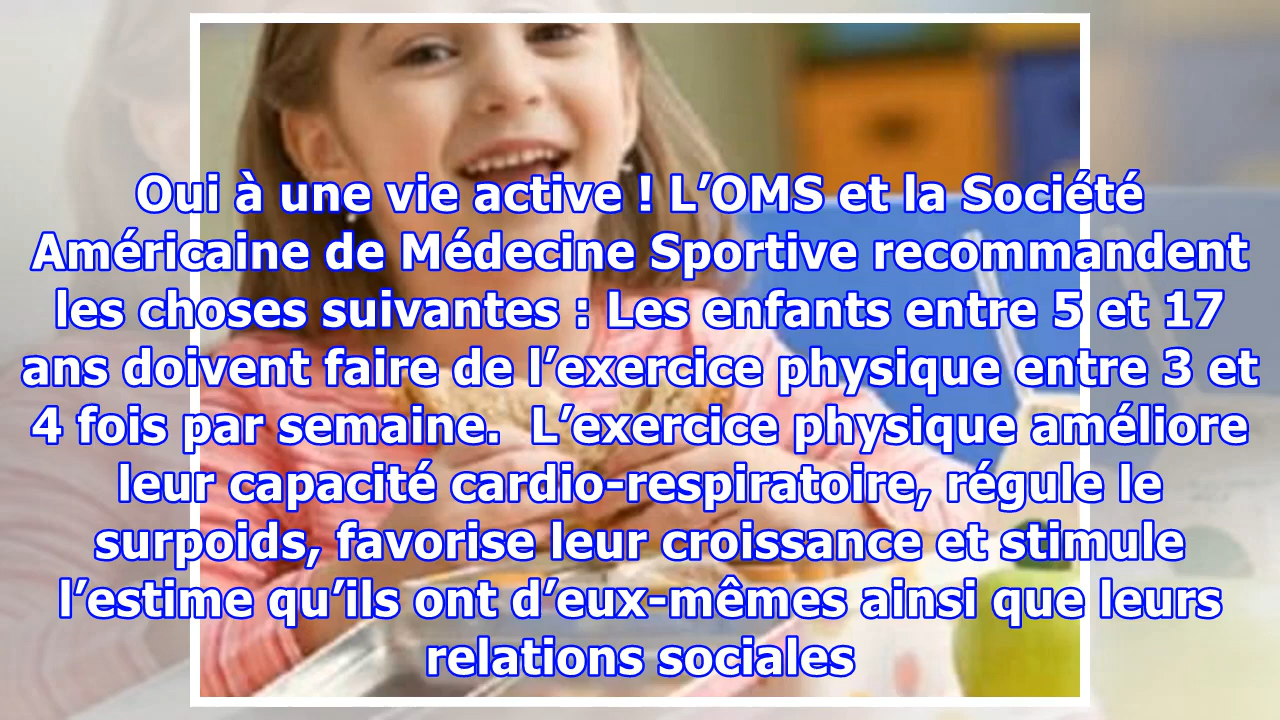 Oui à une vie active ! L’OMS et la Société
Américaine de Médecine Sportive recommandent
les choses suivantes : Les enfants entre 5 et 17
ans doivent faire de l’exercice physique entre 3 et
4 fois par semaine.  L’exercice physique améliore
leur capacité cardio-respiratoire, régule le
surpoids, favorise leur croissance et stimule
l’estime qu’ils ont d’eux-mêmes ainsi que leurs
relations sociales